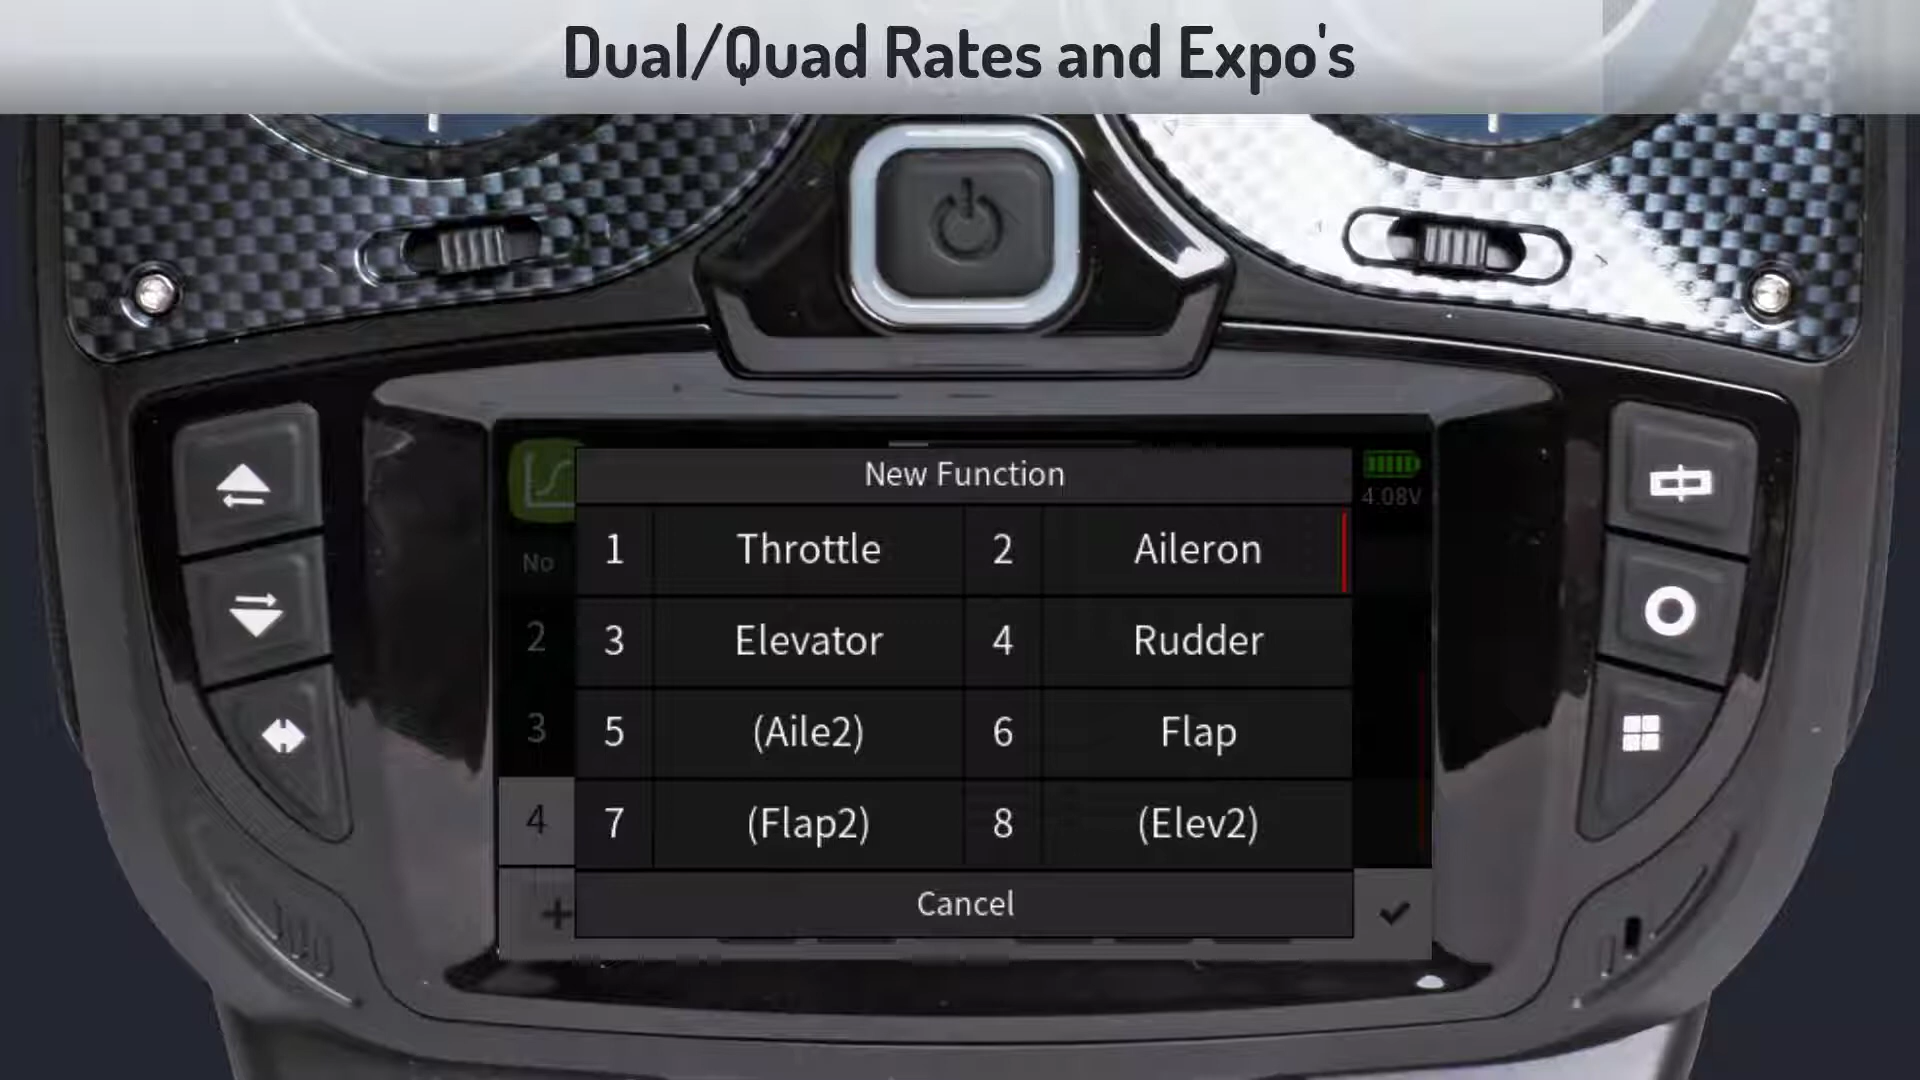 Dual/Quad Rates and Expo's
New Function
4.08V
1 Throttle 2 Aileron
No
3 Elevator 4 Rudder
2
5 (Aile2) 6 Flap
3
7 (Flap2) 8 (Elev2)
4
Cancel
+